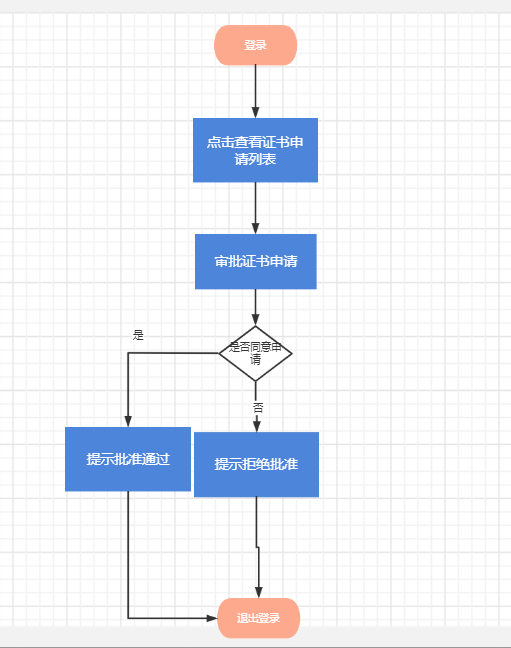 登录
点击查看证书申
请列表
审批证书申请
是
是否同意申
请
否
提示批准通过
提示拒绝批准
退出登录